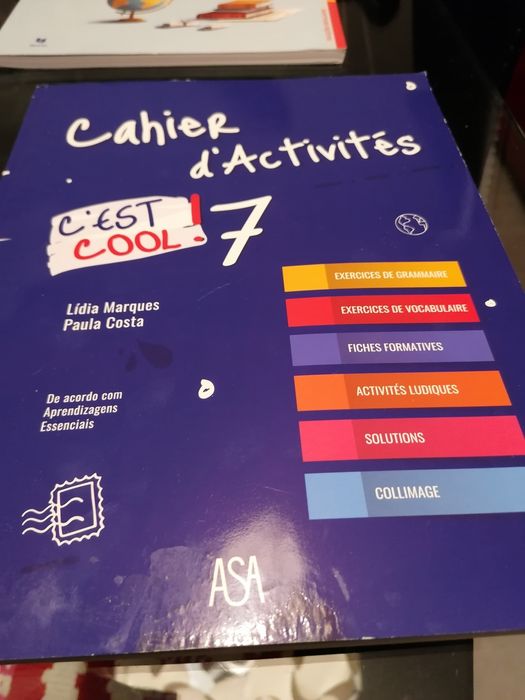 Cahier
d'Activités
C'EST
COOL!
7
Lídia Marques
Paula Costa
De acordo com
Aprendizagens
Essenciais
EXERCICES DE GRAMMAIRE
EXERCICES DE VOCABULAIRE
FICHES FORMATIVES
ACTIVITÉS LUDIQUES
SOLUTIONS
COLLIMAGE
ASA